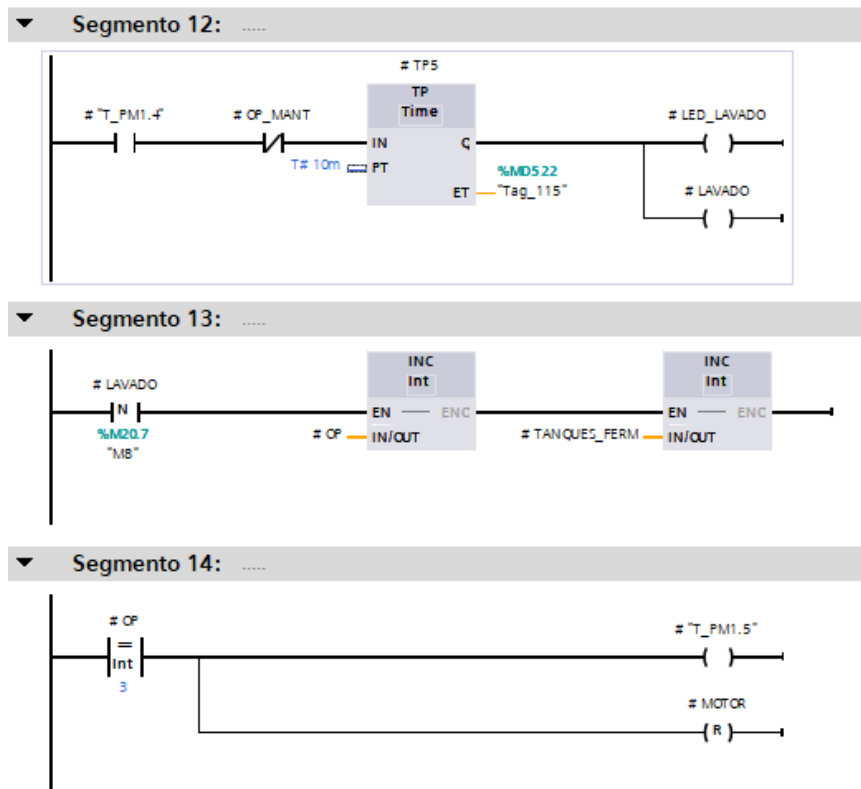 Segmento 12: .....
# TP5
TP
Time
# "T_PM1.4"
# OP_MANT
# LED_LAVADO
IN
Q
T# 10m
PT
%MD522
ET
"Tag_115"
# LAVADO
Segmento 13: .....
INC
Int
INC
Int
# LAVADO
N
EN
ENC
EN
ENC
%M20.7
# OP
IN/OUT
# TANQUES_FERM
IN/OUT
"M8"
Segmento 14: .....
# OP
# "T_PM1.5"
=
Int
3
# MOTOR
R